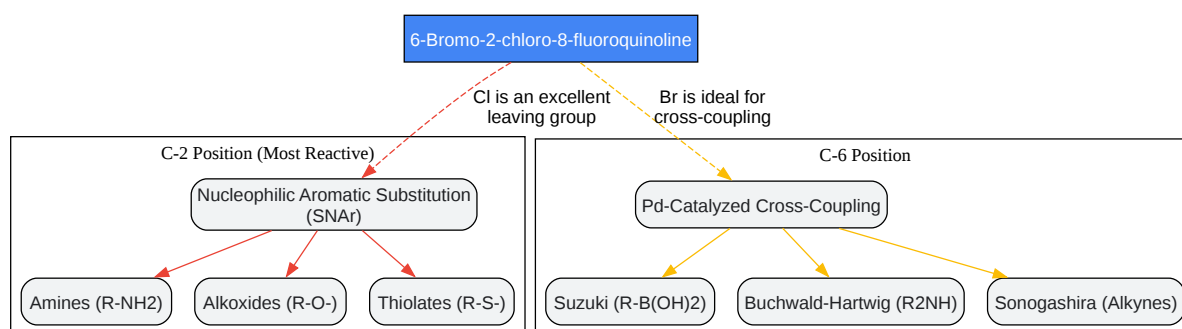 6-Bromo-2-chloro-8-fluoroquinoline
Cl is an excellent
leaving group
Br is ideal for
cross-coupling
C-2 Position (Most Reactive)
C-6 Position
Nucleophilic Aromatic Substitution
(SNAr)
Pd-Catalyzed Cross-Coupling
Amines (R-NH2)
Alkoxides (R-O-)
Thiolates (R-S-)
Suzuki (R-B(OH)2)
Buchwald-Hartwig (R2NH)
Sonogashira (Alkynes)